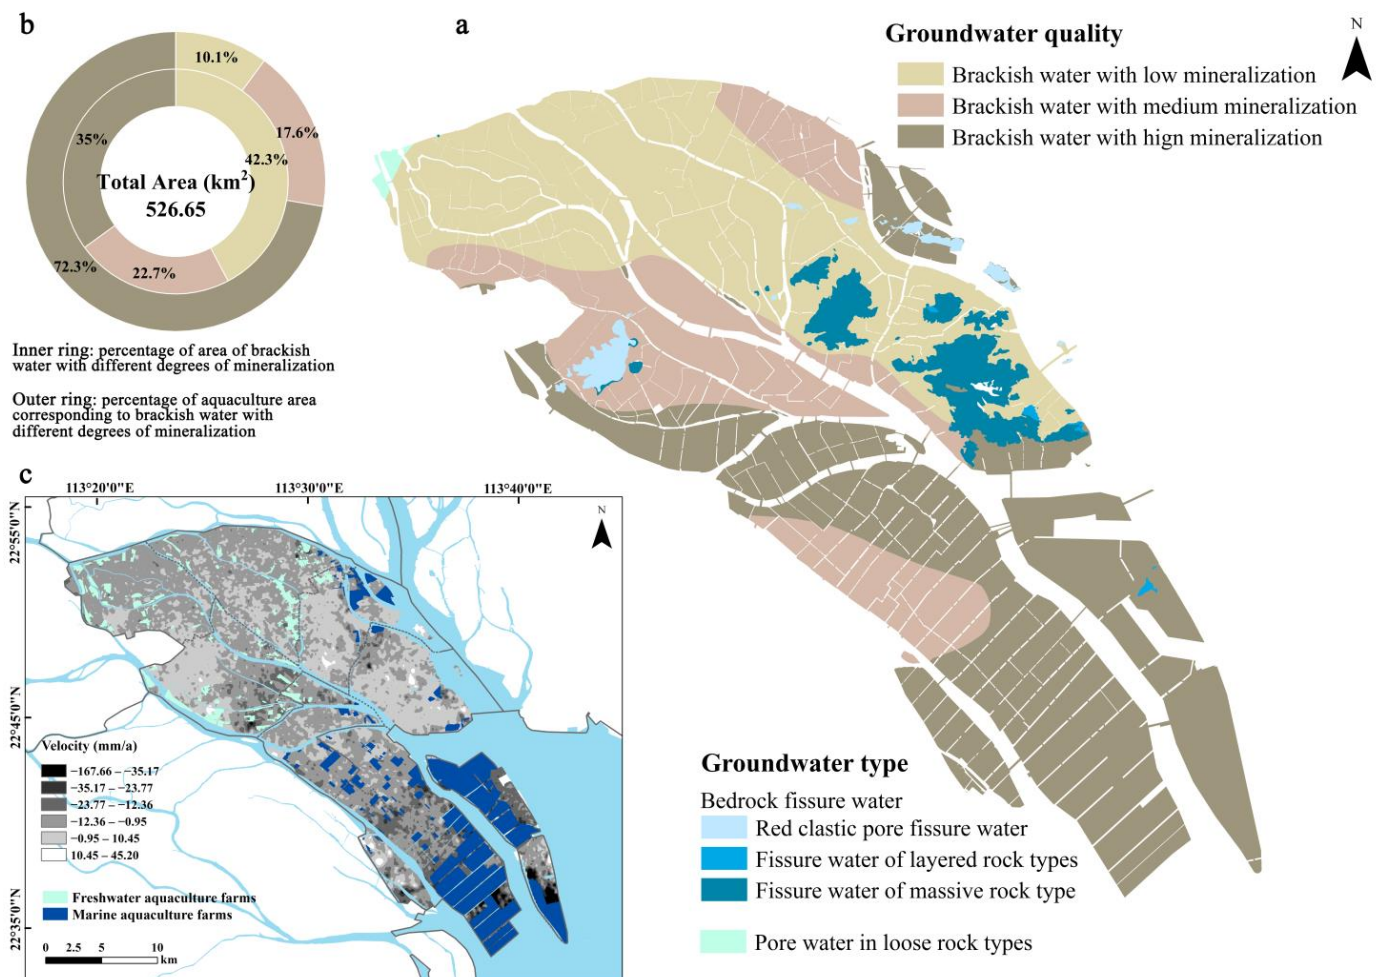 b
10.1%
17.6%
35%
42.3%
Total Area (km²)
526.65
72.3%
22.7%
Inner ring: percentage of area of brackish
water with different degrees of mineralization
Outer ring: percentage of aquaculture area
corresponding to brackish water with
different degrees of mineralization
a
Groundwater quality
Brackish water with low mineralization
Brackish water with medium mineralization
Brackish water with hign mineralization
N
c
113°20'0"E
113°30'0"E
113°40'0"E
22°55'0"N
22°45'0"N
22°35'0"N
N
Velocity (mm/a)
−167.66 – −35.17
−35.17 – −23.77
−23.77 – −12.36
−12.36 – −0.95
−0.95 – 10.45
10.45 – 45.20
Freshwater aquaculture farms
Marine aquaculture farms
0 2.5 5 10
km
Groundwater type
Bedrock fissure water
Red clastic pore fissure water
Fissure water of layered rock types
Fissure water of massive rock type
Pore water in loose rock types